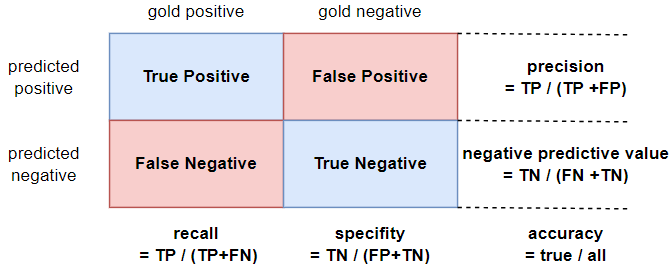 gold positive
gold negative
predicted
positive
True Positive
False Positive
precision
= TP / (TP +FP)
predicted
negative
False Negative
True Negative
negative predictive value
= TN / (FN +TN)
recall
= TP / (TP+FN)
specifity
= TN / (FP+TN)
accuracy
= true / all